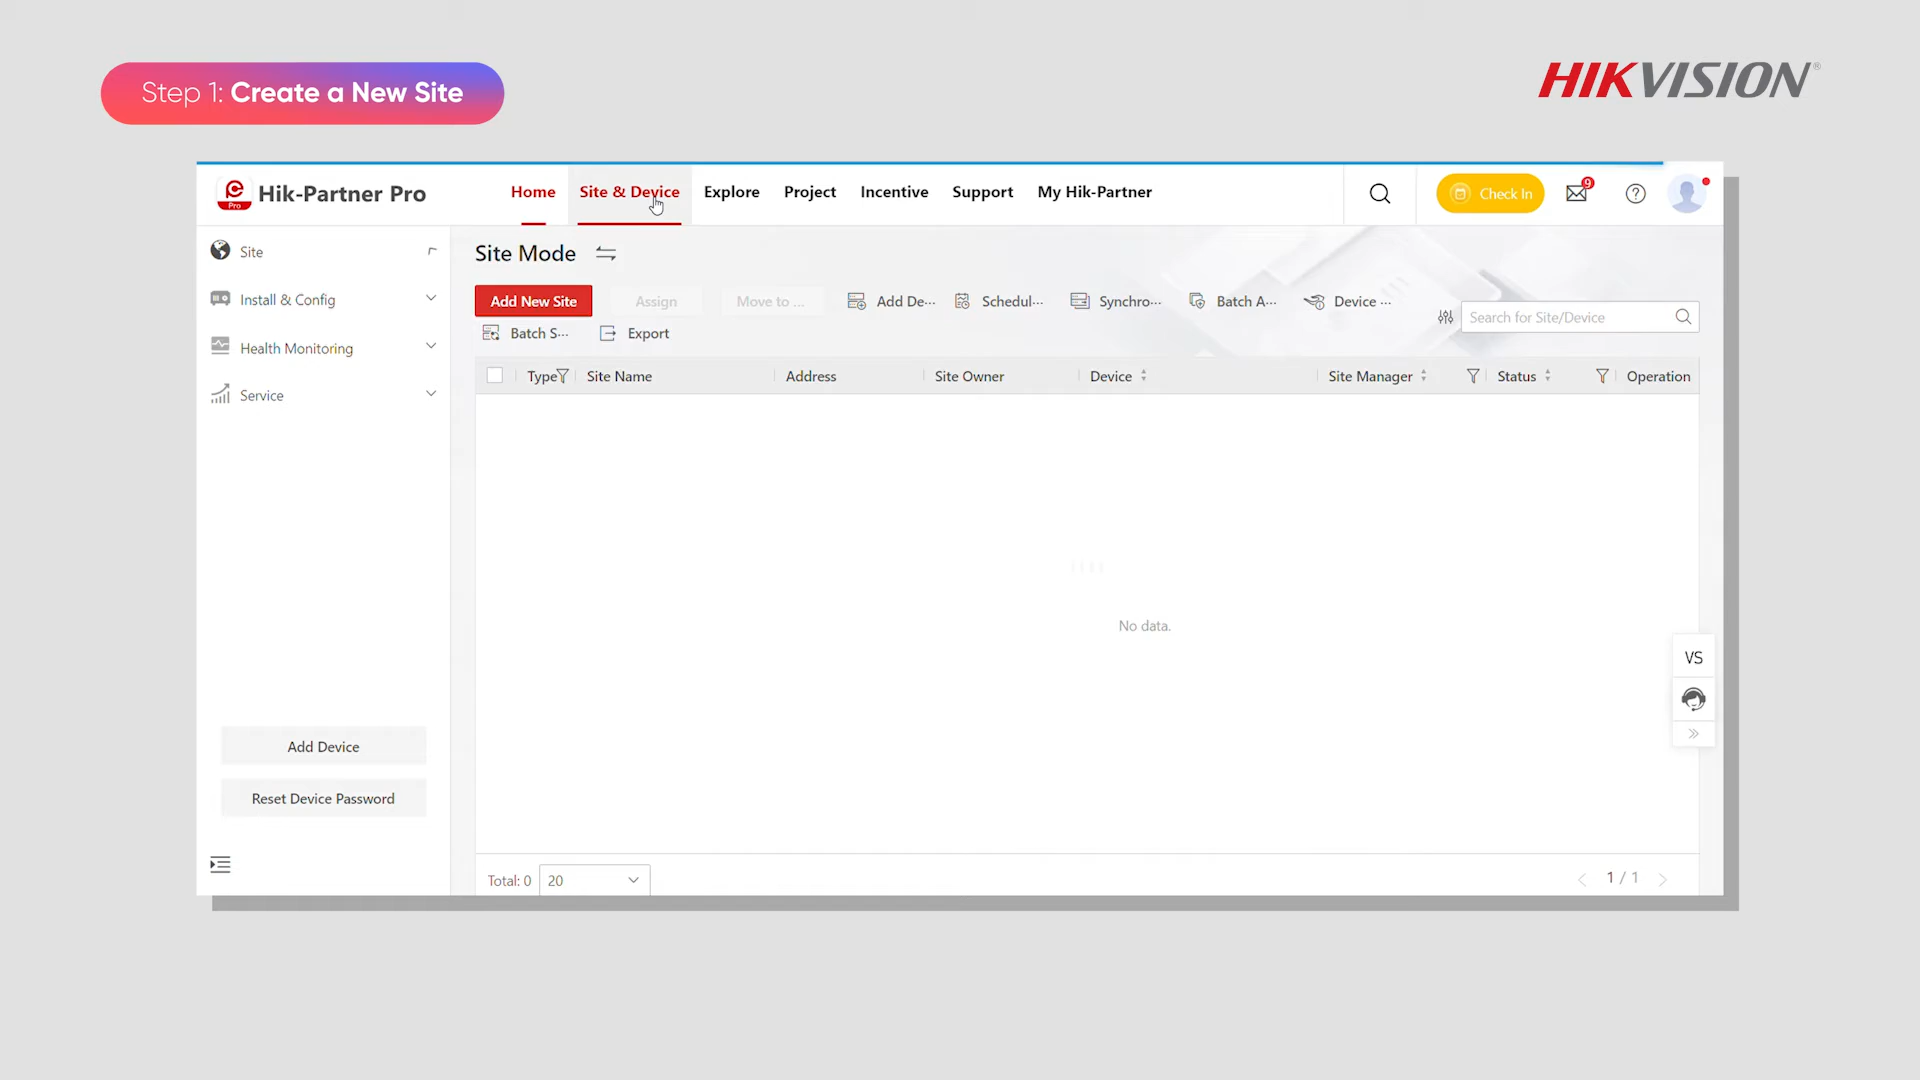 Step 1: Create a New Site
HIKVISION®
Pro
Hik-Partner Pro
Home
Site & Device
Explore
Project
Incentive
Support
My Hik-Partner
Check In
9
Site
Install & Config
Health Monitoring
Service
Add Device
Reset Device Password
Site Mode
Add New Site
Assign
Move to ...
Add De...
Schedul...
Synchro...
Batch A...
Device ...
Batch S...
Export
Search for Site/Device
Type
Site Name
Address
Site Owner
Device
Site Manager
Status
Operation
No data.
VS
Total: 0
20
1 / 1